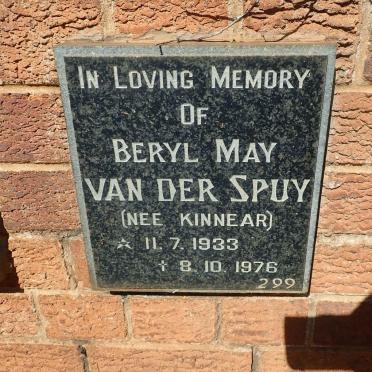 IN LOVING MEMORY
OF
BERYL MAY
VAN DER SPUY
(NEE KINNEAR)
☆ 11.7.1933
✝ 8.10.1976
299